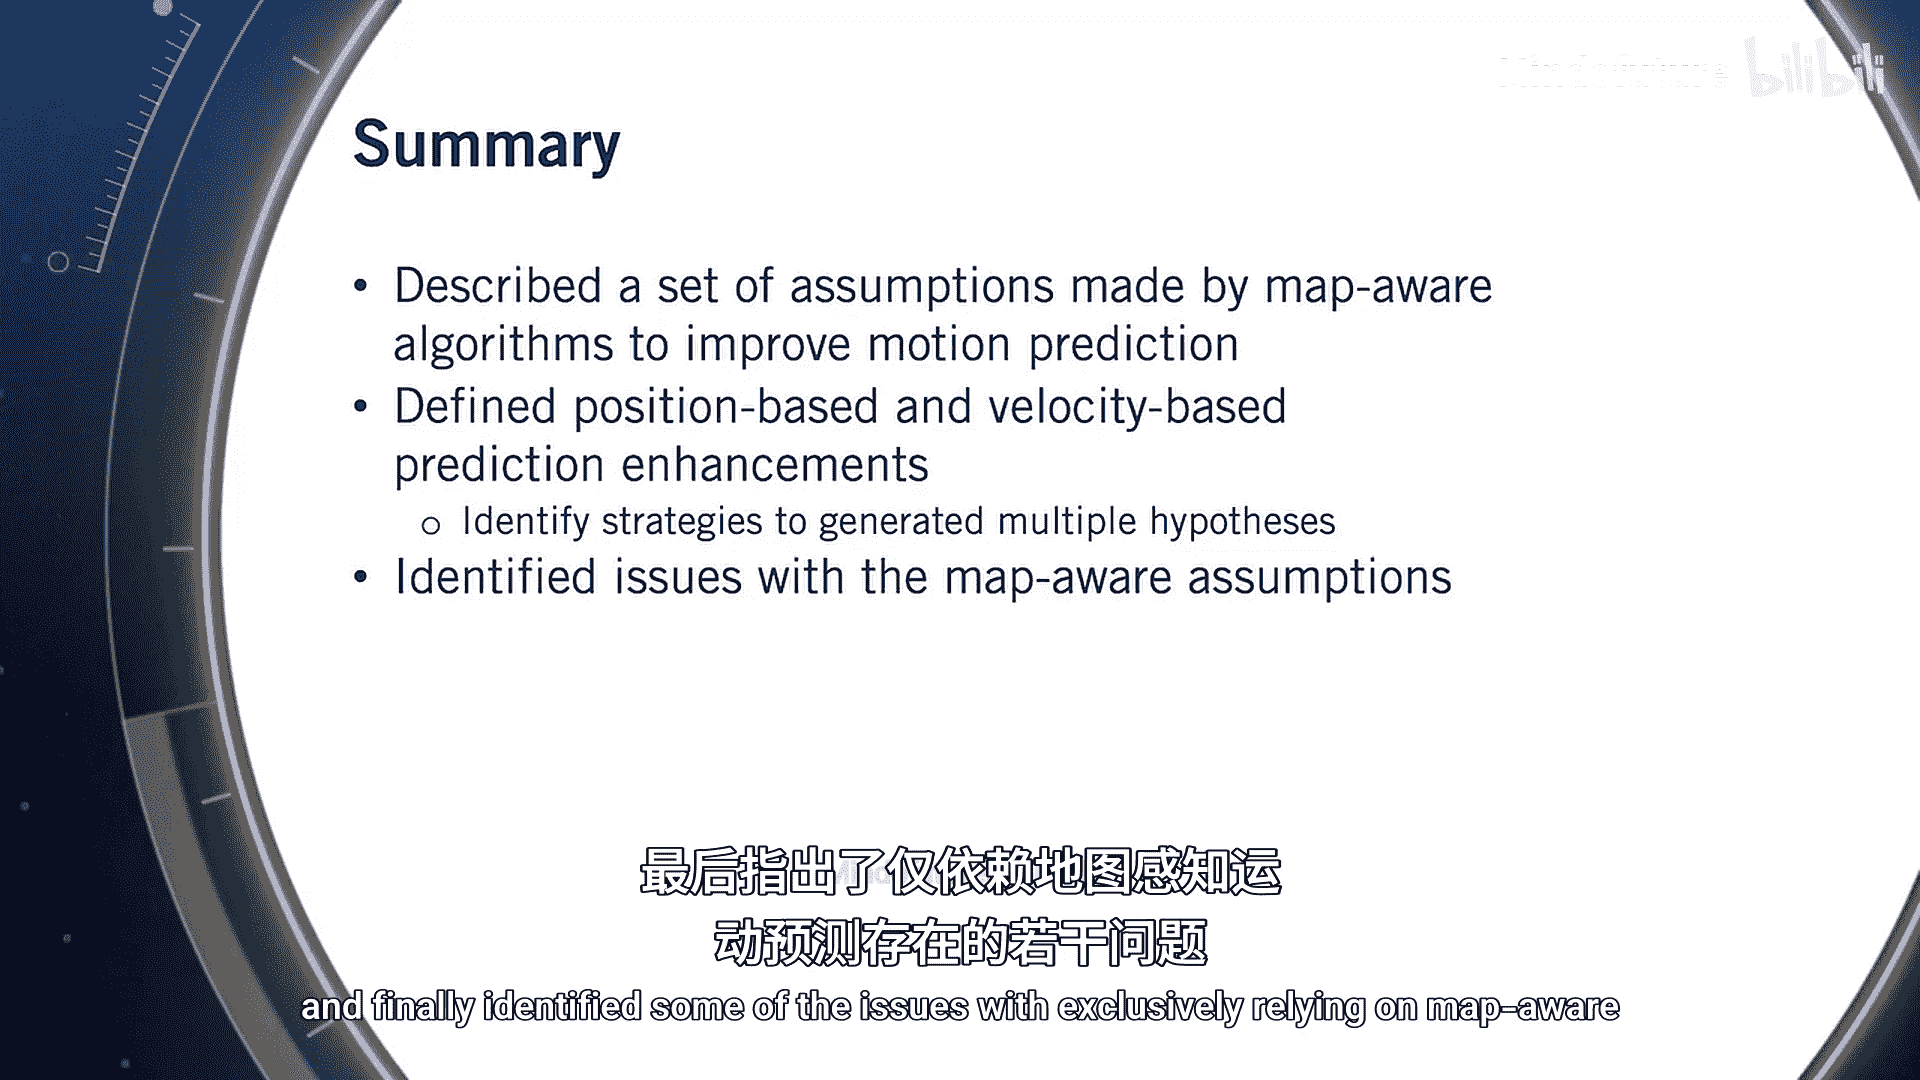 bilibili
Summary
• Described a set of assumptions made by map-aware
algorithms to improve motion prediction
• Defined position-based and velocity-based
prediction enhancements
o Identify strategies to generated multiple hypotheses
• Identified issues with the map-aware assumptions
最后指出了仅依赖地图感知运
动预测存在的若干问题
and finally identified some of the issues with exclusively relying on map-aware